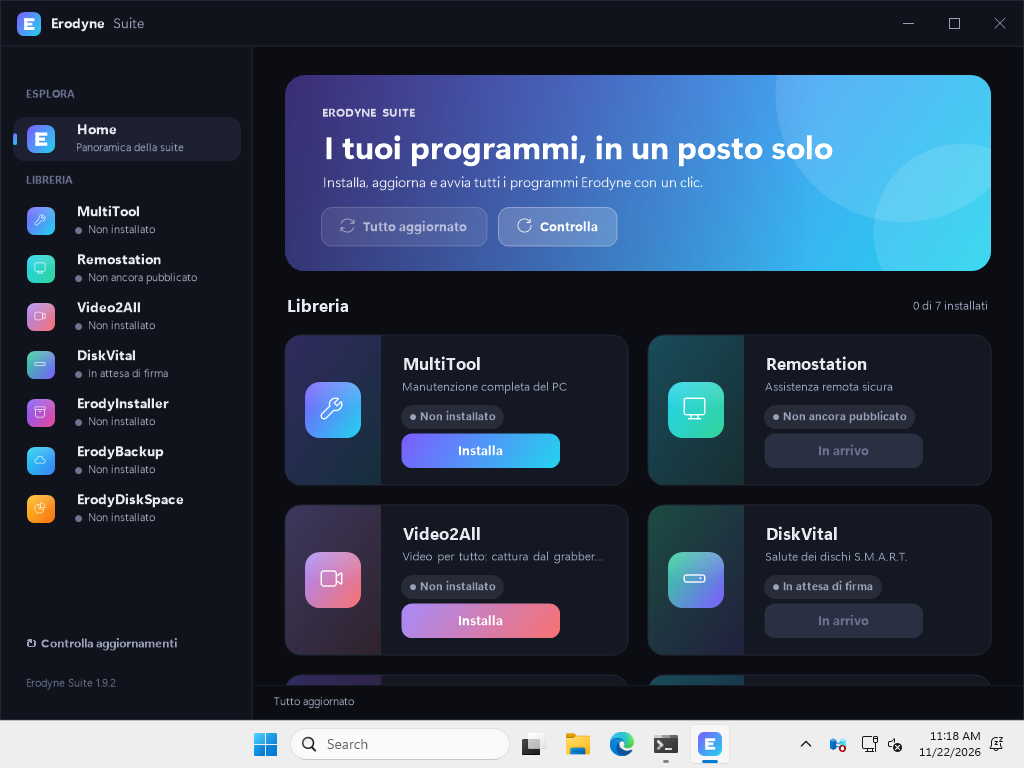 Erodyne Suite
ESPLORA
Home
Panoramica della suite
LIBRERIA
MultiTool
Non installato
Remostation
Non ancora pubblicato
Video2All
Non installato
DiskVital
In attesa di firma
ErodyInstaller
Non installato
ErodyBackup
Non installato
ErodyDiskSpace
Non installato
Controlla aggiornamenti
Erodyne Suite 1.9.2
ERODYNE SUITE
I tuoi programmi, in un posto solo
Installa, aggiorna e avvia tutti i programmi Erodyne con un clic.
Tutto aggiornato
Controlla
Libreria
0 di 7 installati
MultiTool
Manutenzione completa del PC
Non installato
Installa
Remostation
Assistenza remota sicura
Non ancora pubblicato
In arrivo
Video2All
Video per tutto: cattura dal grabber...
Non installato
Installa
DiskVital
Salute dei dischi S.M.A.R.T.
In attesa di firma
In arrivo
Tutto aggiornato
Search
11:18 AM
11/22/2026